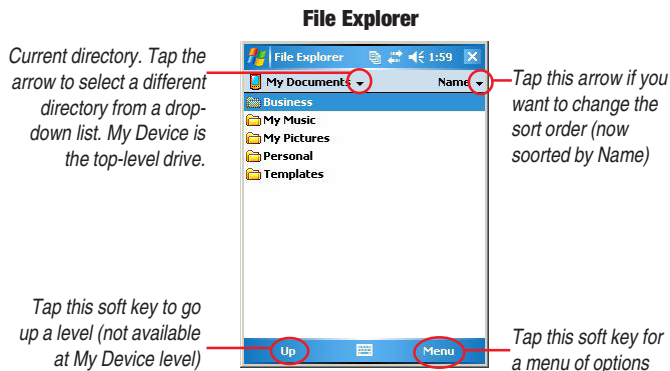 File Explorer
Current directory. Tap the
arrow to select a different
directory from a drop-
down list. My Device is
the top-level drive.
File Explorer 1:59
My Documents Name
Business
My Music
My Pictures
Personal
Templates
Tap this arrow if you
want to change the
sort order (now
soorted by Name)
Tap this soft key to go
up a level (not available
at My Device level)
Up Menu
Tap this soft key for
a menu of options